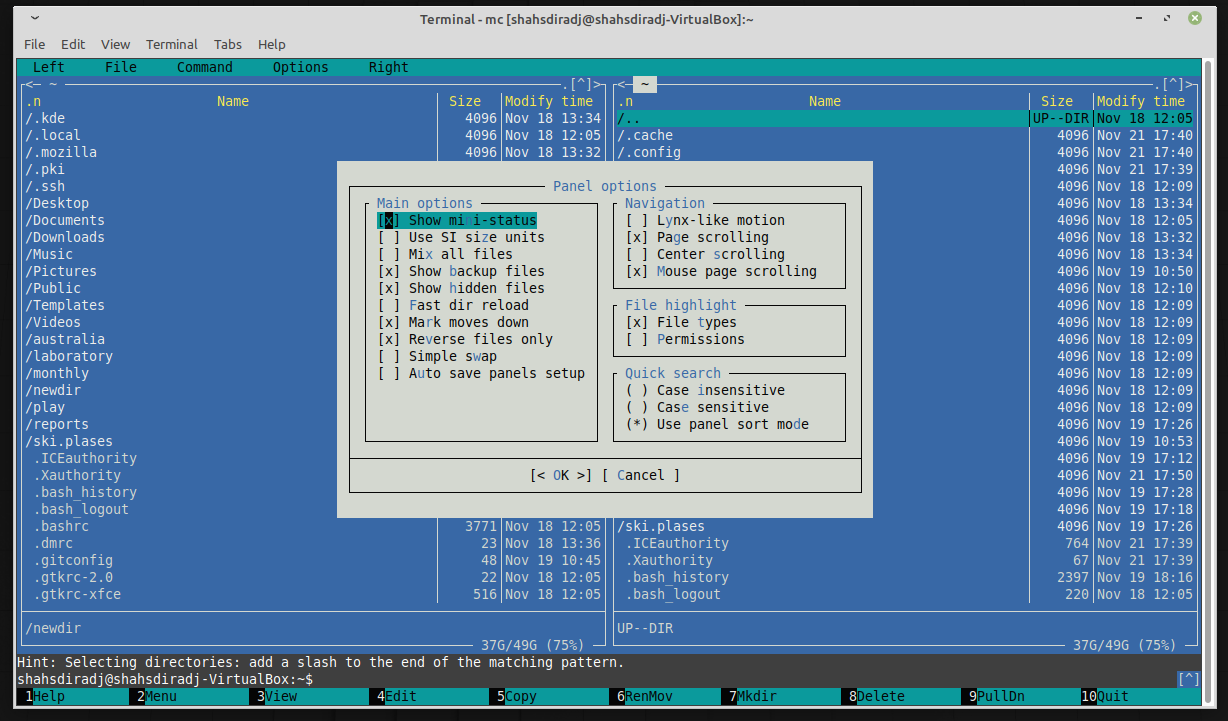 Terminal - mc [shahsdiradj@shahsdiradj-VirtualBox]:~
File Edit View Terminal Tabs Help
Left File Command Options Right
<─ ~ .[^]> <─ ~ .[^]>
.n Name Size Modify time .n Name Size Modify time
/.kde 4096 Nov 18 13:34 /.. UP--DIR Nov 18 12:05
/.local 4096 Nov 18 12:05 /.cache 4096 Nov 21 17:40
/.mozilla 4096 Nov 18 13:32 /.config 4096 Nov 21 17:40
/.pki 4096 Nov 21 17:39
/.ssh Panel options 4096 Nov 18 12:09
/Desktop Main options Navigation 4096 Nov 18 13:34
/Documents [x] Show mini-status [ ] Lynx-like motion 4096 Nov 18 12:05
/Downloads [ ] Use SI size units [x] Page scrolling 4096 Nov 18 13:32
/Music [ ] Mix all files [ ] Center scrolling 4096 Nov 18 13:34
/Pictures [x] Show backup files [x] Mouse page scrolling 4096 Nov 19 10:50
/Public [x] Show hidden files 4096 Nov 18 12:10
/Templates [ ] Fast dir reload File highlight 4096 Nov 18 12:09
/Videos [x] Mark moves down [x] File types 4096 Nov 18 12:09
/australia [x] Reverse files only [ ] Permissions 4096 Nov 18 12:09
/laboratory [ ] Simple swap 4096 Nov 18 12:09
/monthly [ ] Auto save panels setup Quick search 4096 Nov 18 12:09
/newdir ( ) Case insensitive 4096 Nov 18 12:09
/play ( ) Case sensitive 4096 Nov 18 12:09
/reports (*) Use panel sort mode 4096 Nov 19 17:26
/ski.plases 4096 Nov 19 10:53
.ICEauthority 4096 Nov 19 17:12
.Xauthority [< OK >] [ Cancel ] 4096 Nov 21 17:50
.bash_history 4096 Nov 19 17:28
.bash_logout 4096 Nov 19 17:18
.bashrc 3771 Nov 18 12:05 /ski.plases 4096 Nov 19 17:26
.dmrc 23 Nov 18 13:36 .ICEauthority 764 Nov 21 17:39
.gitconfig 48 Nov 19 10:45 .Xauthority 67 Nov 21 17:39
.gtkrc-2.0 22 Nov 18 12:05 .bash_history 2397 Nov 19 18:16
.gtkrc-xfce 516 Nov 18 12:05 .bash_logout 220 Nov 18 12:05
/newdir UP--DIR
37G/49G (75%) 37G/49G (75%)
Hint: Selecting directories: add a slash to the end of the matching pattern.
shahsdiradj@shahsdiradj-VirtualBox:~$ [^]
1Help 2Menu 3View 4Edit 5Copy 6RenMov 7Mkdir 8Delete 9PullDn 10Quit